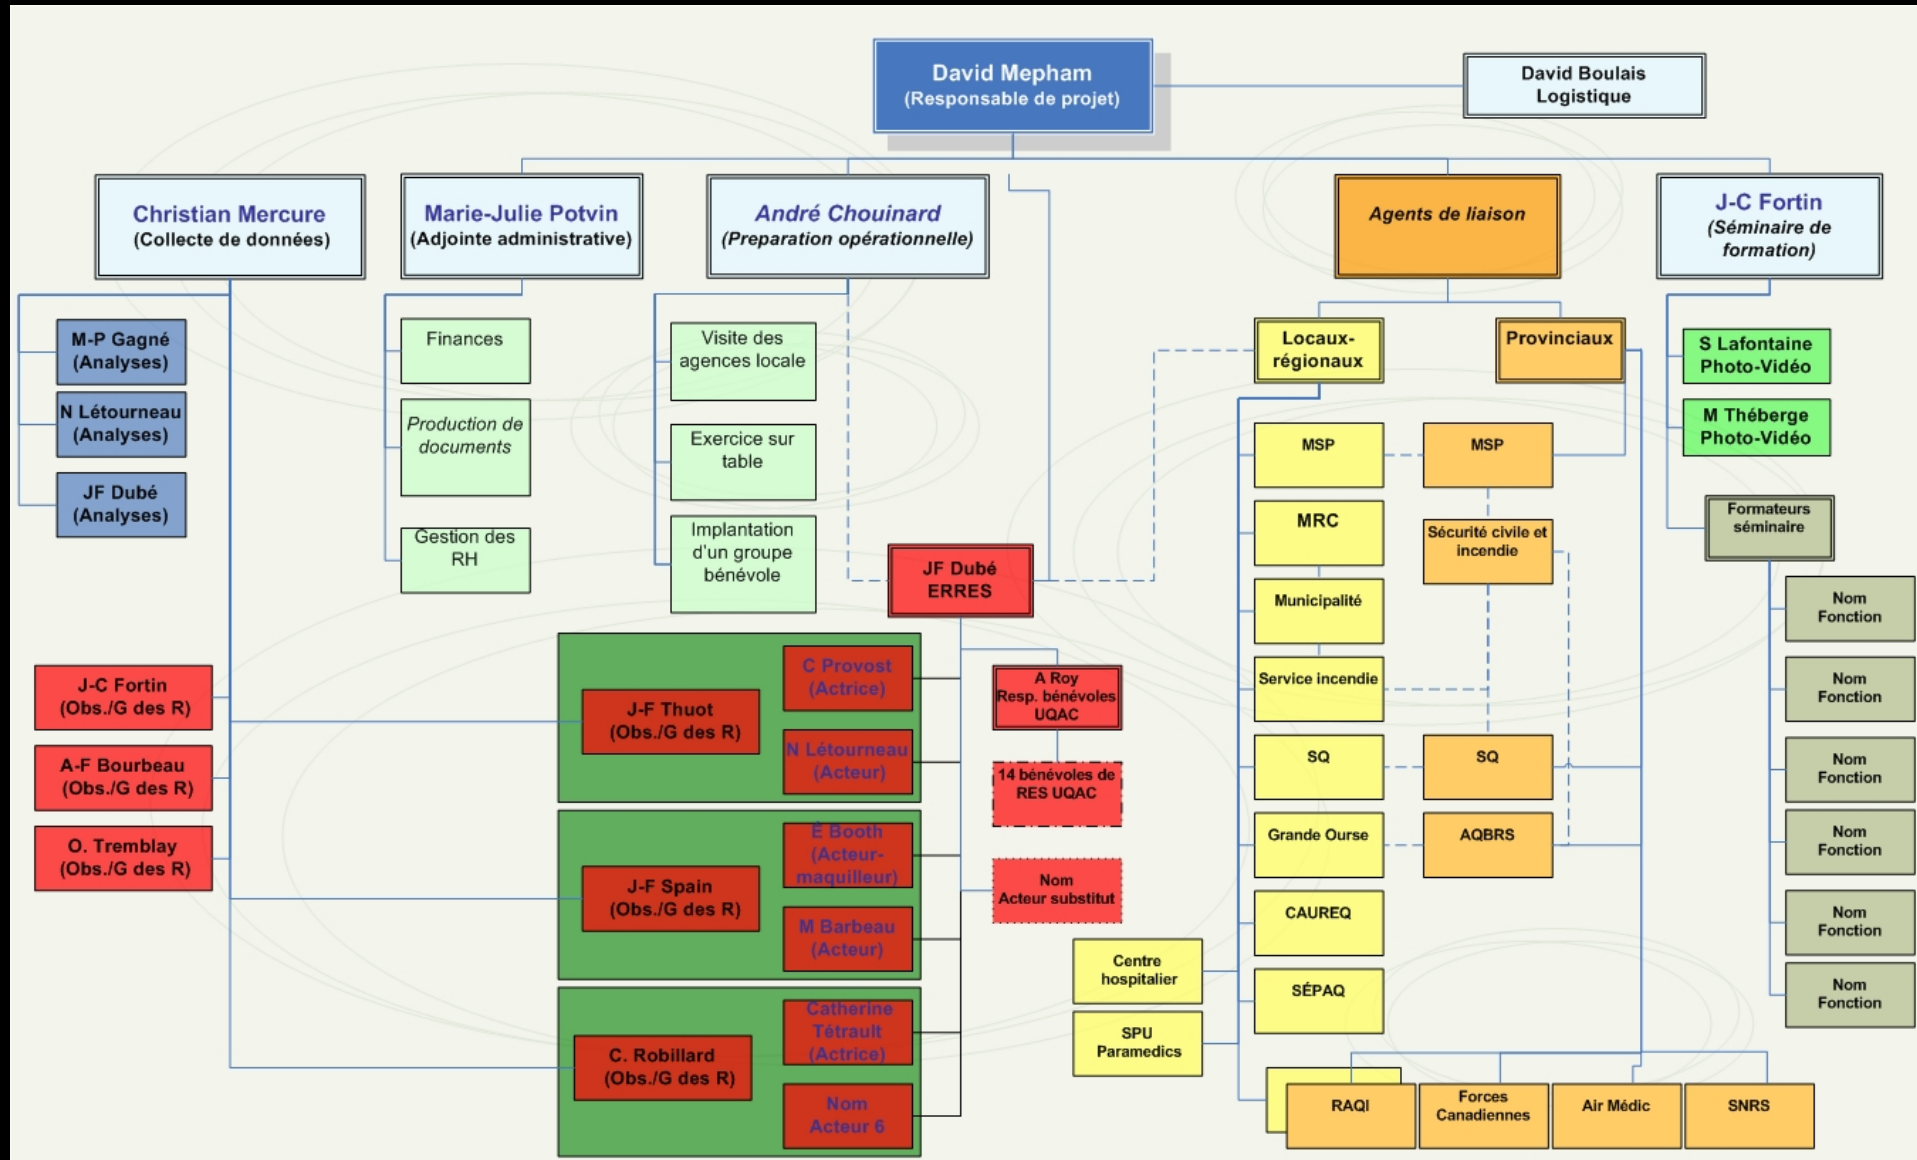 David Mepham
(Responsable de projet)
David Boulais
Logistique
Christian Mercure
(Collecte de données)
Marie-Julie Potvin
(Adjointe administrative)
André Chouinard
(Preparation opérationnelle)
Agents de liaison
J-C Fortin
(Séminaire de
formation)
M-P Gagné
(Analyses)
N Létourneau
(Analyses)
JF Dubé
(Analyses)
Finances
Production de
documents
Gestion des
RH
Visite des
agences locale
Exercice sur
table
Implantation
d'un groupe
bénévole
JF Dubé
ERRES
Locaux-
régionaux
Provinciaux
S Lafontaine
Photo-Vidéo
M Théberge
Photo-Vidéo
Formateurs
séminaire
Nom
Fonction
Nom
Fonction
Nom
Fonction
Nom
Fonction
Nom
Fonction
Nom
Fonction
J-C Fortin
(Obs./G des R)
A-F Bourbeau
(Obs./G des R)
O. Tremblay
(Obs./G des R)
J-F Thuot
(Obs./G des R)
C Provost
(Actrice)
N Létourneau
(Acteur)
J-F Spain
(Obs./G des R)
É Booth
(Acteur-
maquilleur)
M Barbeau
(Acteur)
C. Robillard
(Obs./G des R)
Catherine
Tétrault
(Actrice)
Nom
Acteur 6
A Roy
Resp. bénévoles
UQAC
14 bénévoles de
RES UQAC
Nom
Acteur substitut
MSP
MRC
Municipalité
Service incendie
SQ
Grande Ourse
CAUREQ
SÉPAQ
Centre
hospitalier
SPU
Paramedics
MSP
Sécurité civile et
incendie
SQ
AQBRS
RAQI
Forces
Canadiennes
Air Médic
SNRS